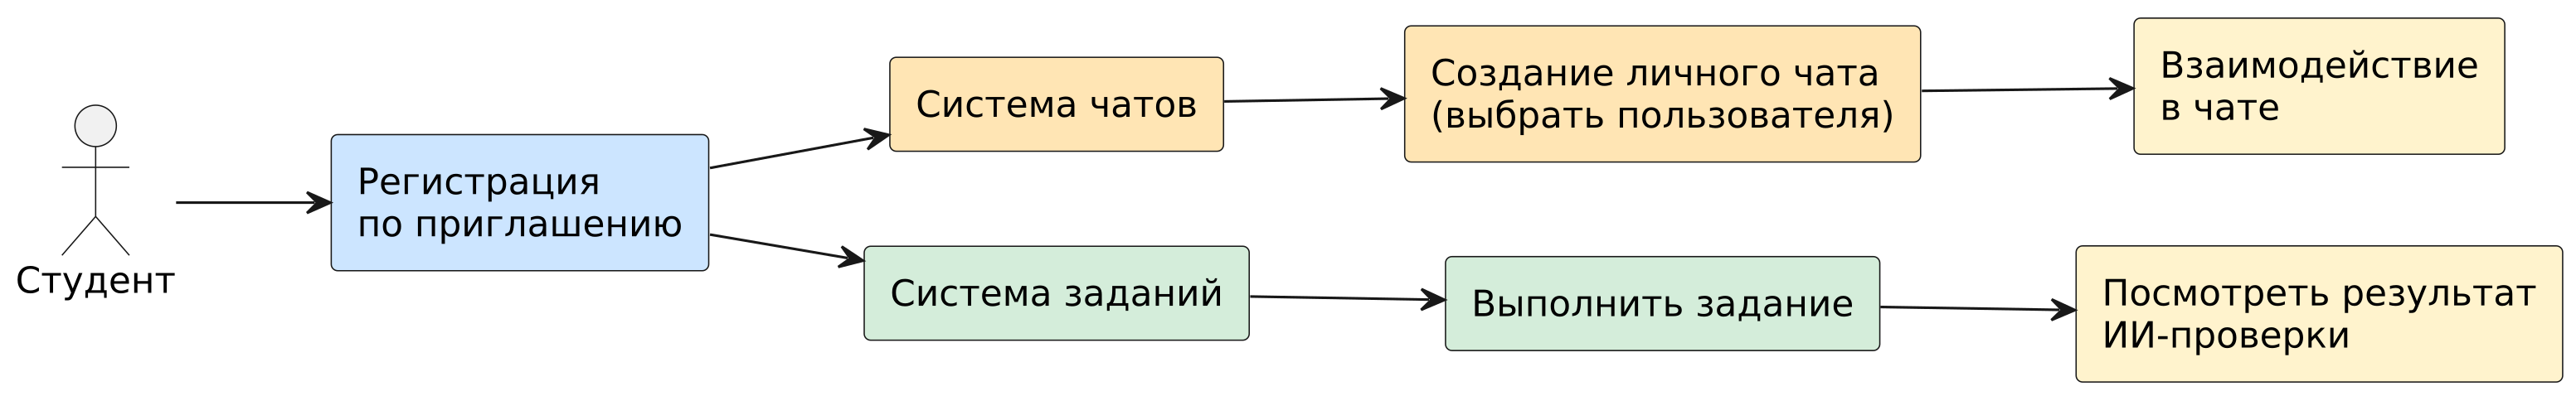 Студент
Регистрация
по приглашению
Система чатов
Создание личного чата
(выбрать пользователя)
Взаимодействие
в чате
Система заданий
Выполнить задание
Посмотреть результат
ИИ-проверки